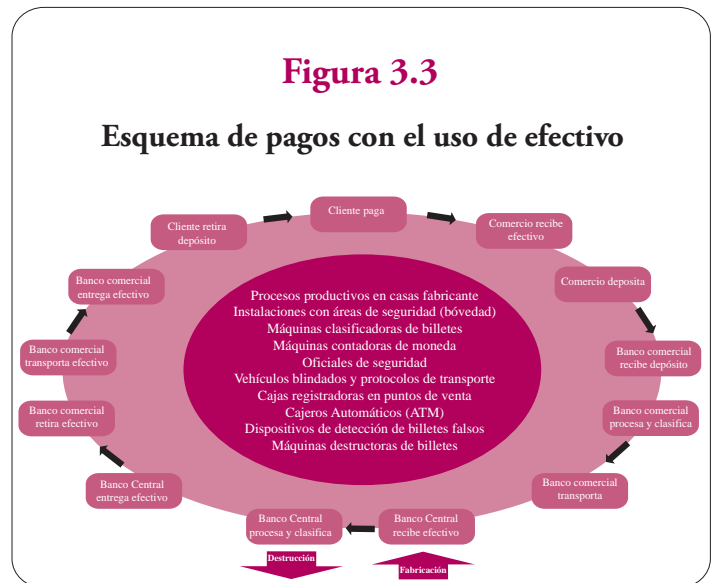 Figura 3.3
Esquema de pagos con el uso de efectivo
Cliente paga
Comercio recibe
efectivo
Comercio deposita
Banco comercial
recibe depósito
Banco comercial
procesa y clasifica
Banco comercial
transporta
Banco Central
recibe efectivo
Banco Central
procesa y clasifica
Banco Central
entrega efectivo
Banco comercial
retira efectivo
Banco comercial
transporta efectivo
Banco comercial
entrega efectivo
Cliente retira
depósito
Procesos productivos en casas fabricante
Instalaciones con áreas de seguridad (bóvedad)
Máquinas clasificadoras de billetes
Máquinas contadoras de moneda
Oficiales de seguridad
Vehículos blindados y protocolos de transporte
Cajas registradoras en puntos de venta
Cajeros Automáticos (ATM)
Dispositivos de detección de billetes falsos
Máquinas destructoras de billetes
Destrucción
Fabricación